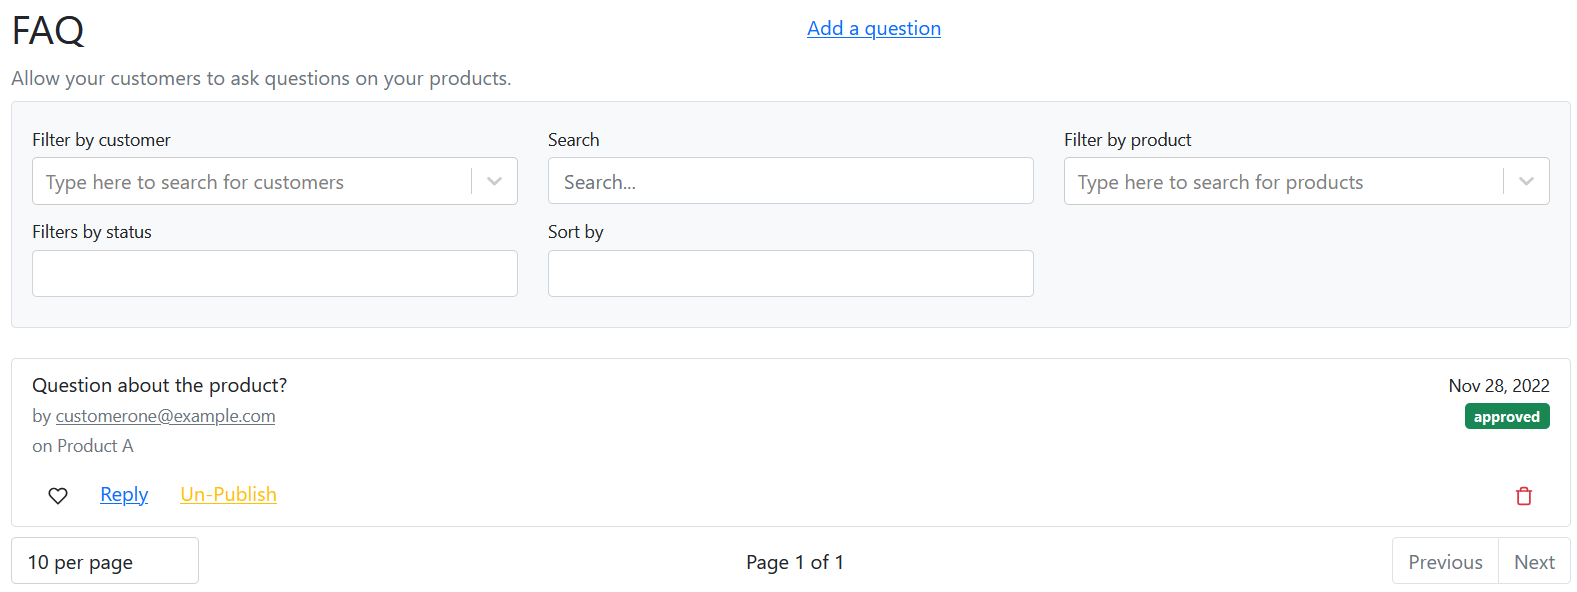 FAQ
Add a question
Allow your customers to ask questions on your products.
Filter by customer
Search
Filter by product
Type here to search for customers
Search...
Type here to search for products
Filters by status
Sort by
Question about the product?
Nov 28, 2022
by customerone@example.com
approved
on Product A
Reply
Un-Publish
10 per page
Page 1 of 1
Previous
Next